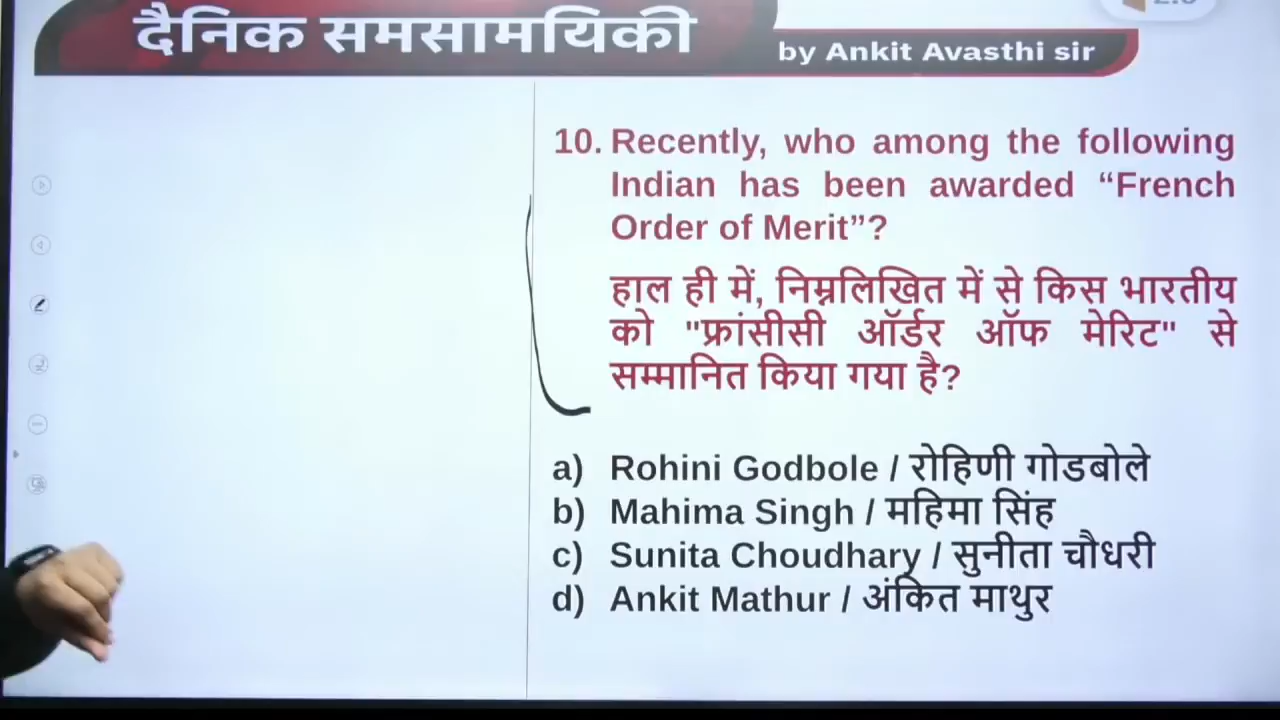 दैनिक समसामयिकी
by Ankit Avasthi sir
10. Recently, who among the following
Indian has been awarded “French
Order of Merit”?
हाल ही में, निम्नलिखित में से किस भारतीय
को "फ्रांसीसी ऑर्डर ऑफ मेरिट" से
सम्मानित किया गया है?
a) Rohini Godbole / रोहिणी गोडबोले
b) Mahima Singh / महिमा सिंह
c) Sunita Choudhary / सुनीता चौधरी
d) Ankit Mathur / अंकित माथुर